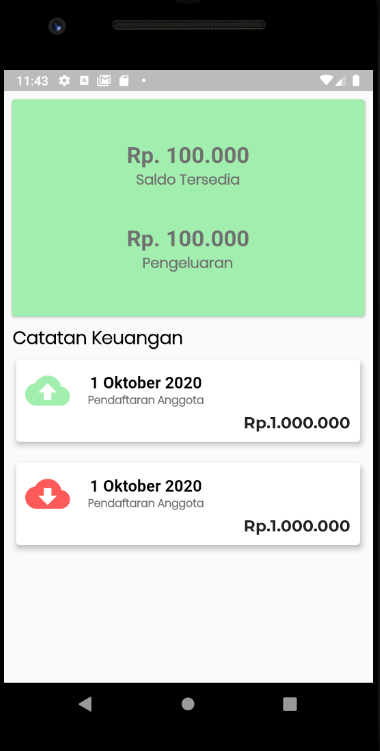 11:43
Rp. 100.000
Saldo Tersedia
Rp. 100.000
Pengeluaran
Catatan Keuangan
1 Oktober 2020
Pendaftaran Anggota
Rp.1.000.000
1 Oktober 2020
Pendaftaran Anggota
Rp.1.000.000